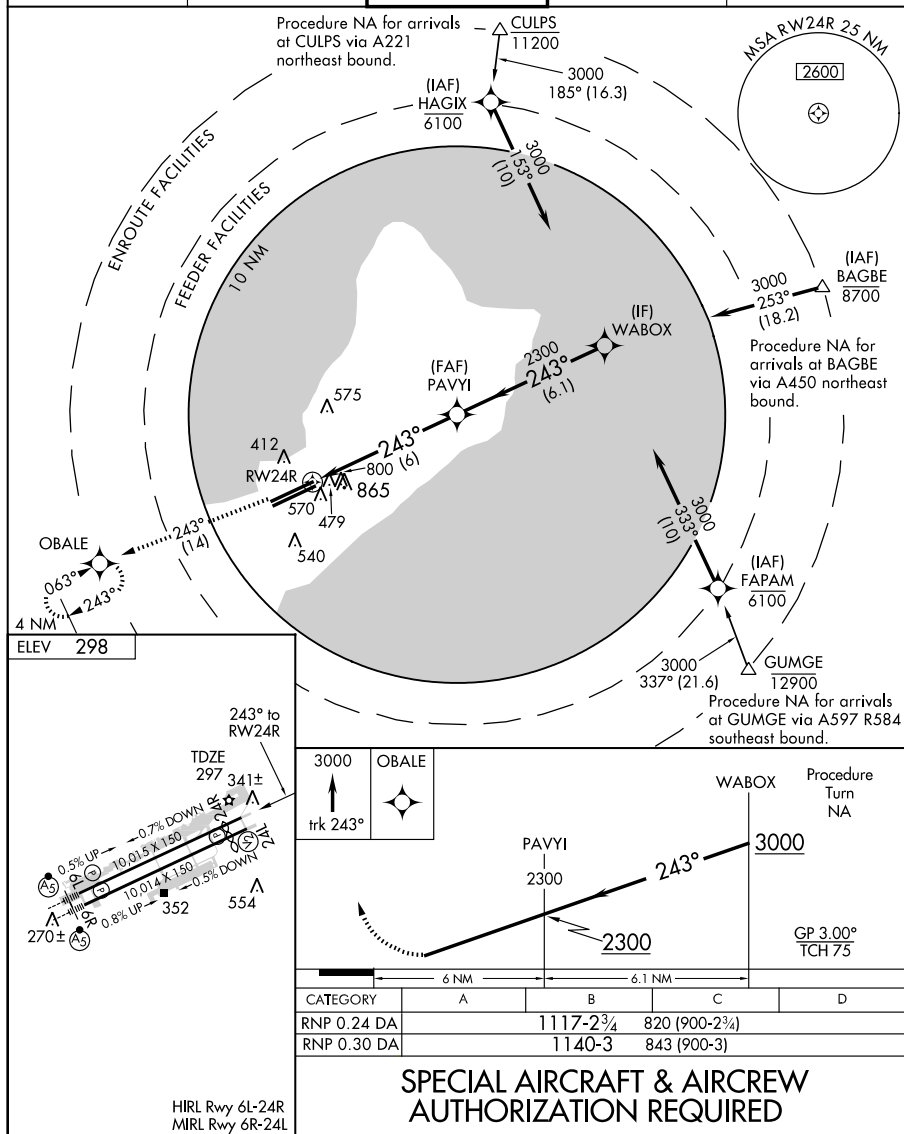 Procedure NA for arrivals
at CULPS via A221
northeast bound.
CULPS
11200
3000
185° (16.3)
(IAF)
HAGIX
6100
3000
153°
(10)
MSA RW24R 25 NM
2600
ENROUTE FACILITIES
FEEDER FACILITIES
10 NM
(IAF)
BAGBE
8700
3000
253°
(18.2)
Procedure NA for
arrivals at BAGBE
via A450 northeast
bound.
(IF)
WABOX
2300
243°
(6.1)
(FAF)
PAVYI
575
412
RW24R
243°
800 (6)
865
570
479
540
243°
(14)
OBALE
063°
243°
4 NM
3000
333°
(10)
(IAF)
FAPAM
6100
3000
337° (21.6)
GUMGE
12900
Procedure NA for arrivals
at GUMGE via A597 R584
southeast bound.
ELEV 298
243° to
RW24R
TDZE
297
341±
0.5% UP
0.7% DOWN
10,015 X 150
24R
24L
P
P
P
V2
A5
6L
10,014 X 150
0.8% UP
0.5% DOWN
6R
A5
270±
352
554
HIRL Rwy 6L-24R
MIRL Rwy 6R-24L
3000
trk 243°
OBALE
WABOX
Procedure
Turn
NA
PAVYI
2300
243°
3000
2300
GP 3.00°
TCH 75
6 NM
6.1 NM
CATEGORY A B C D
RNP 0.24 DA 1117-2¾ 820 (900-2¾)
RNP 0.30 DA 1140-3 843 (900-3)
SPECIAL AIRCRAFT & AIRCREW
AUTHORIZATION REQUIRED